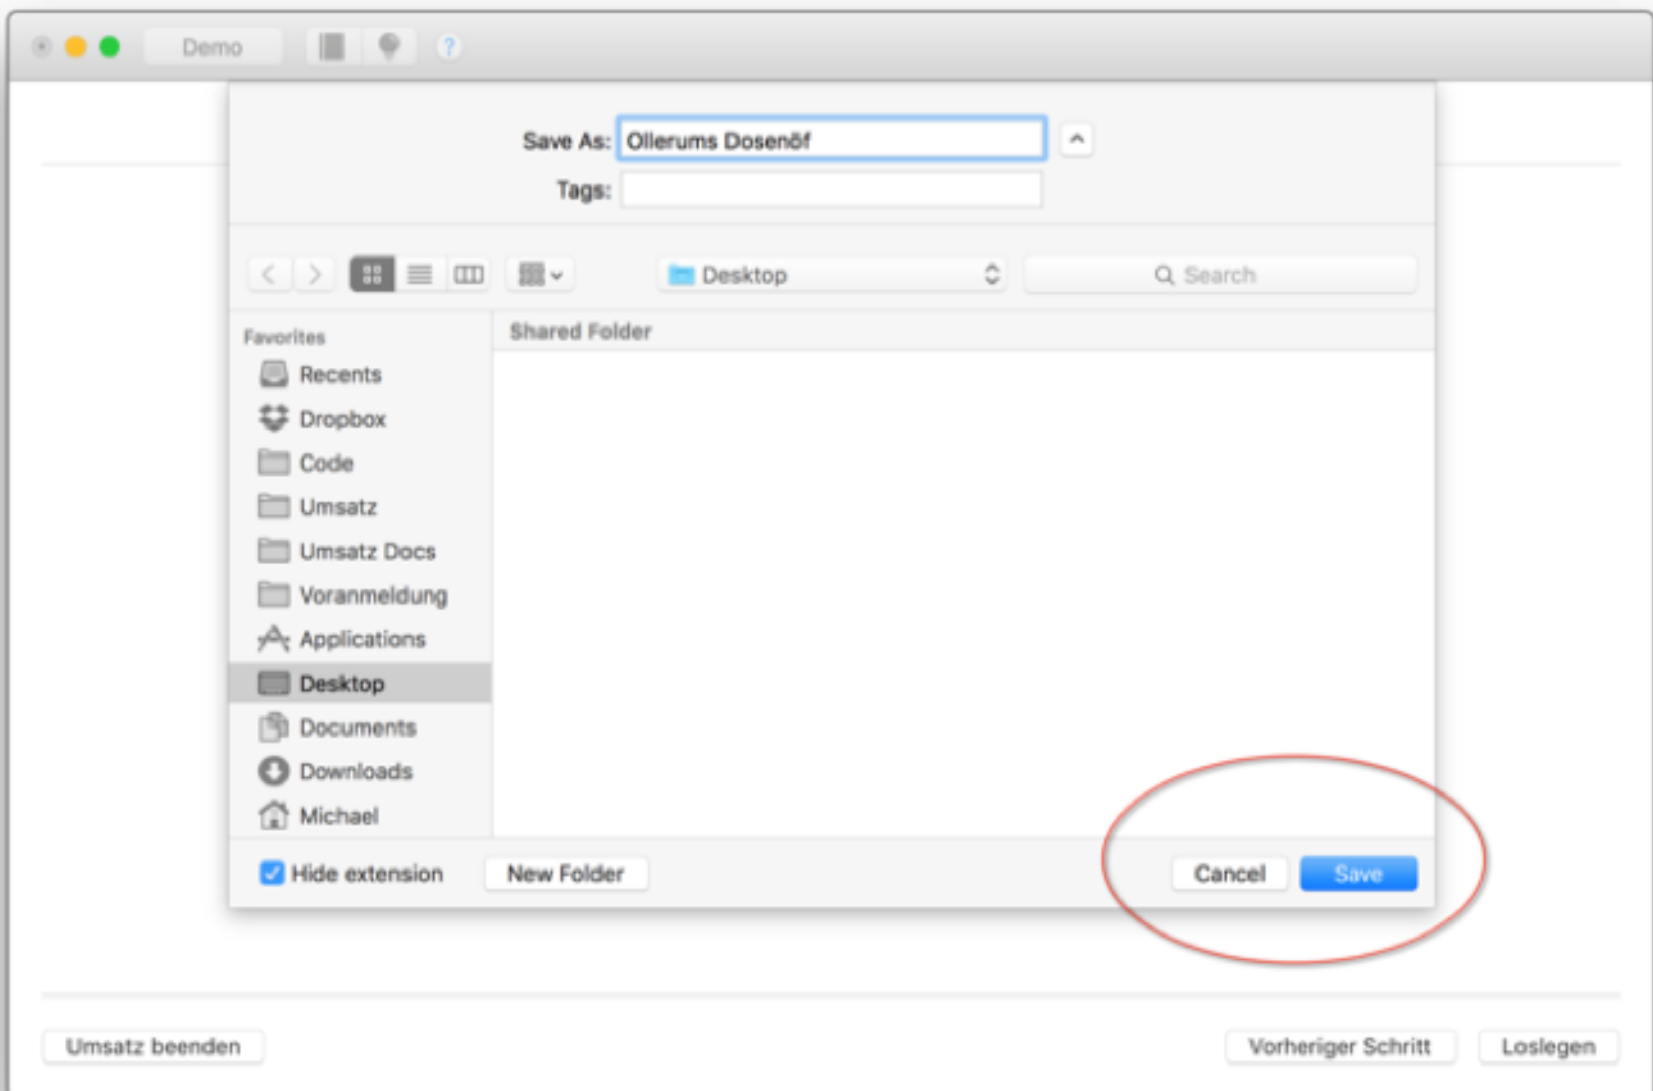 Demo ?
Save As: Ollerums Dosenöf
Tags:
Desktop
Search
Favorites
Shared Folder
Recents
Dropbox
Code
Umsatz
Umsatz Docs
Voranmeldung
Applications
Desktop
Documents
Downloads
Michael
Hide extension New Folder Cancel Save
Umsatz beenden Vorheriger Schritt Loslegen